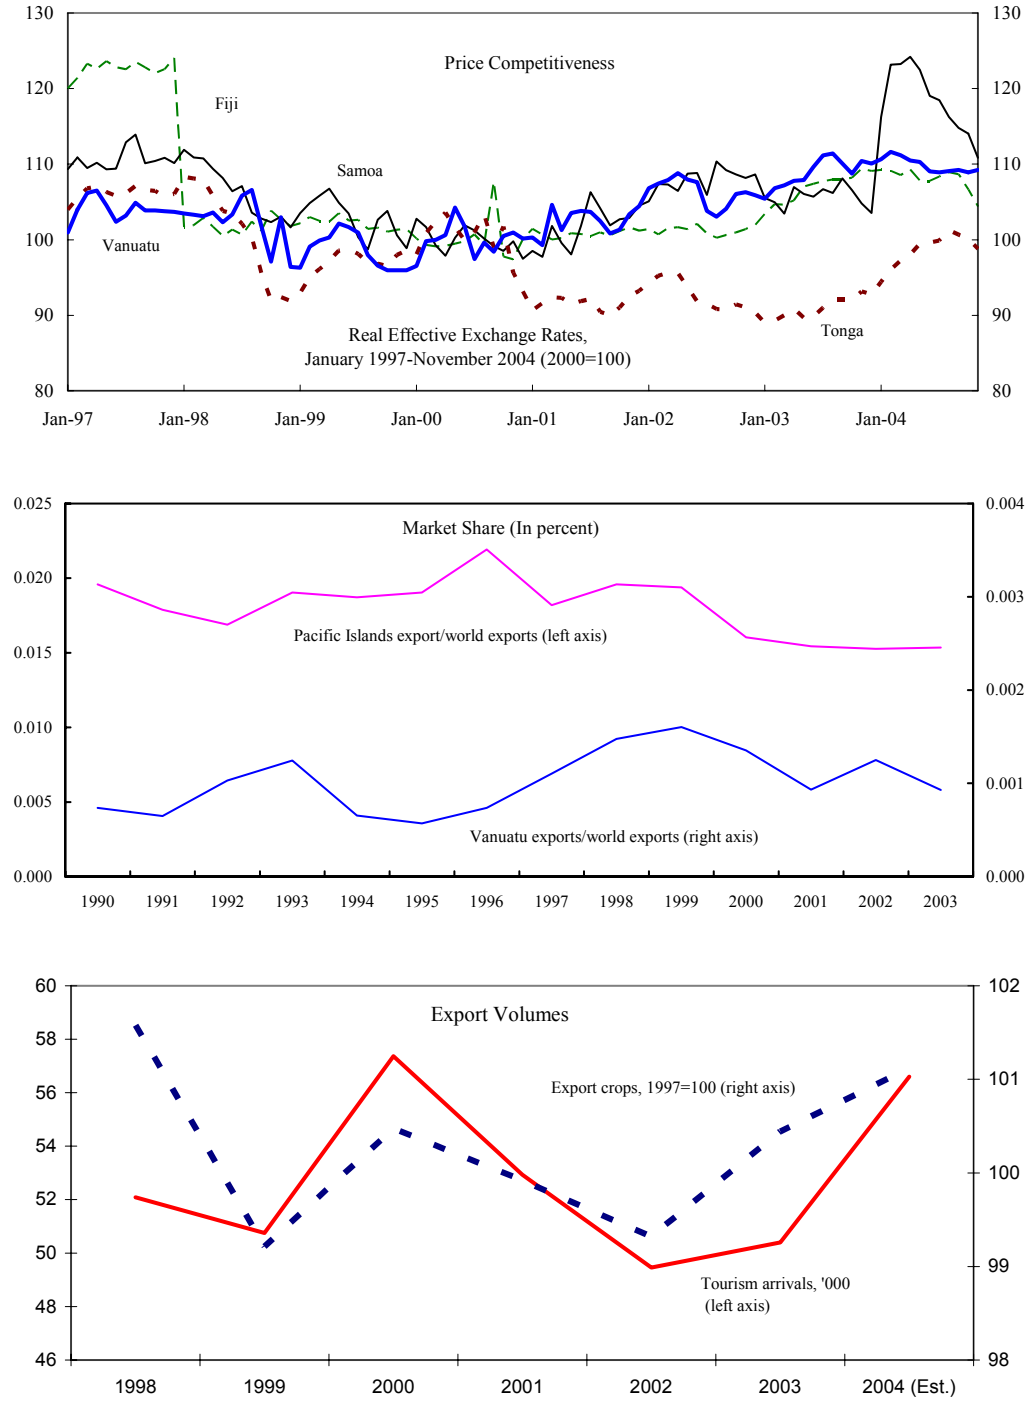 130 130
Price Competitiveness
120 120
Fiji
110 110
Samoa
Vanuatu
100 100
90 90
Real Effective Exchange Rates,
January 1997-November 2004 (2000=100)
Tonga
80 80
Jan-97 Jan-98 Jan-99 Jan-00 Jan-01 Jan-02 Jan-03 Jan-04
0.025 0.004
Market Share (In percent)
0.020
0.003
Pacific Islands export/world exports (left axis)
0.015
0.002
0.010
0.001
0.005
Vanuatu exports/world exports (right axis)
0.000 0.000
1990 1991 1992 1993 1994 1995 1996 1997 1998 1999 2000 2001 2002 2003
60 102
Export Volumes
58
56 101
Export crops, 1997=100 (right axis)
54
100
52
50
99
Tourism arrivals, '000
(left axis)
48
46 98
1998 1999 2000 2001 2002 2003 2004 (Est.)